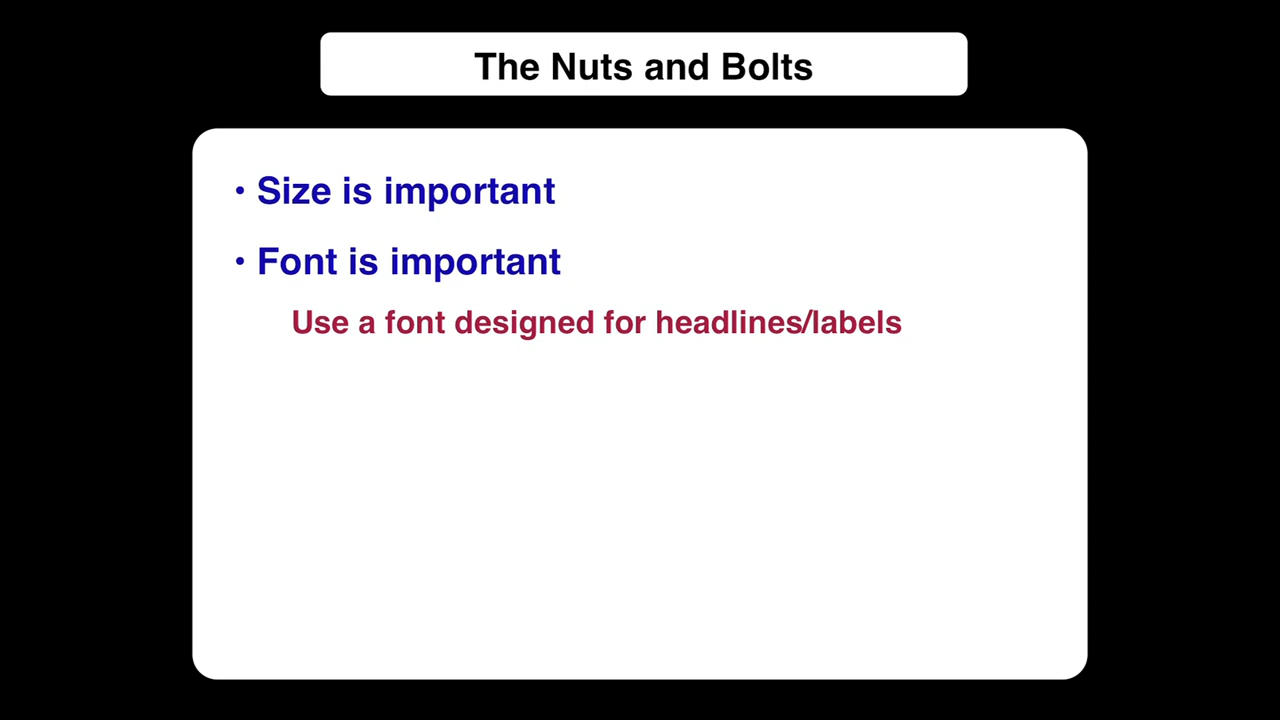 The Nuts and Bolts
• Size is important
• Font is important
Use a font designed for headlines/labels